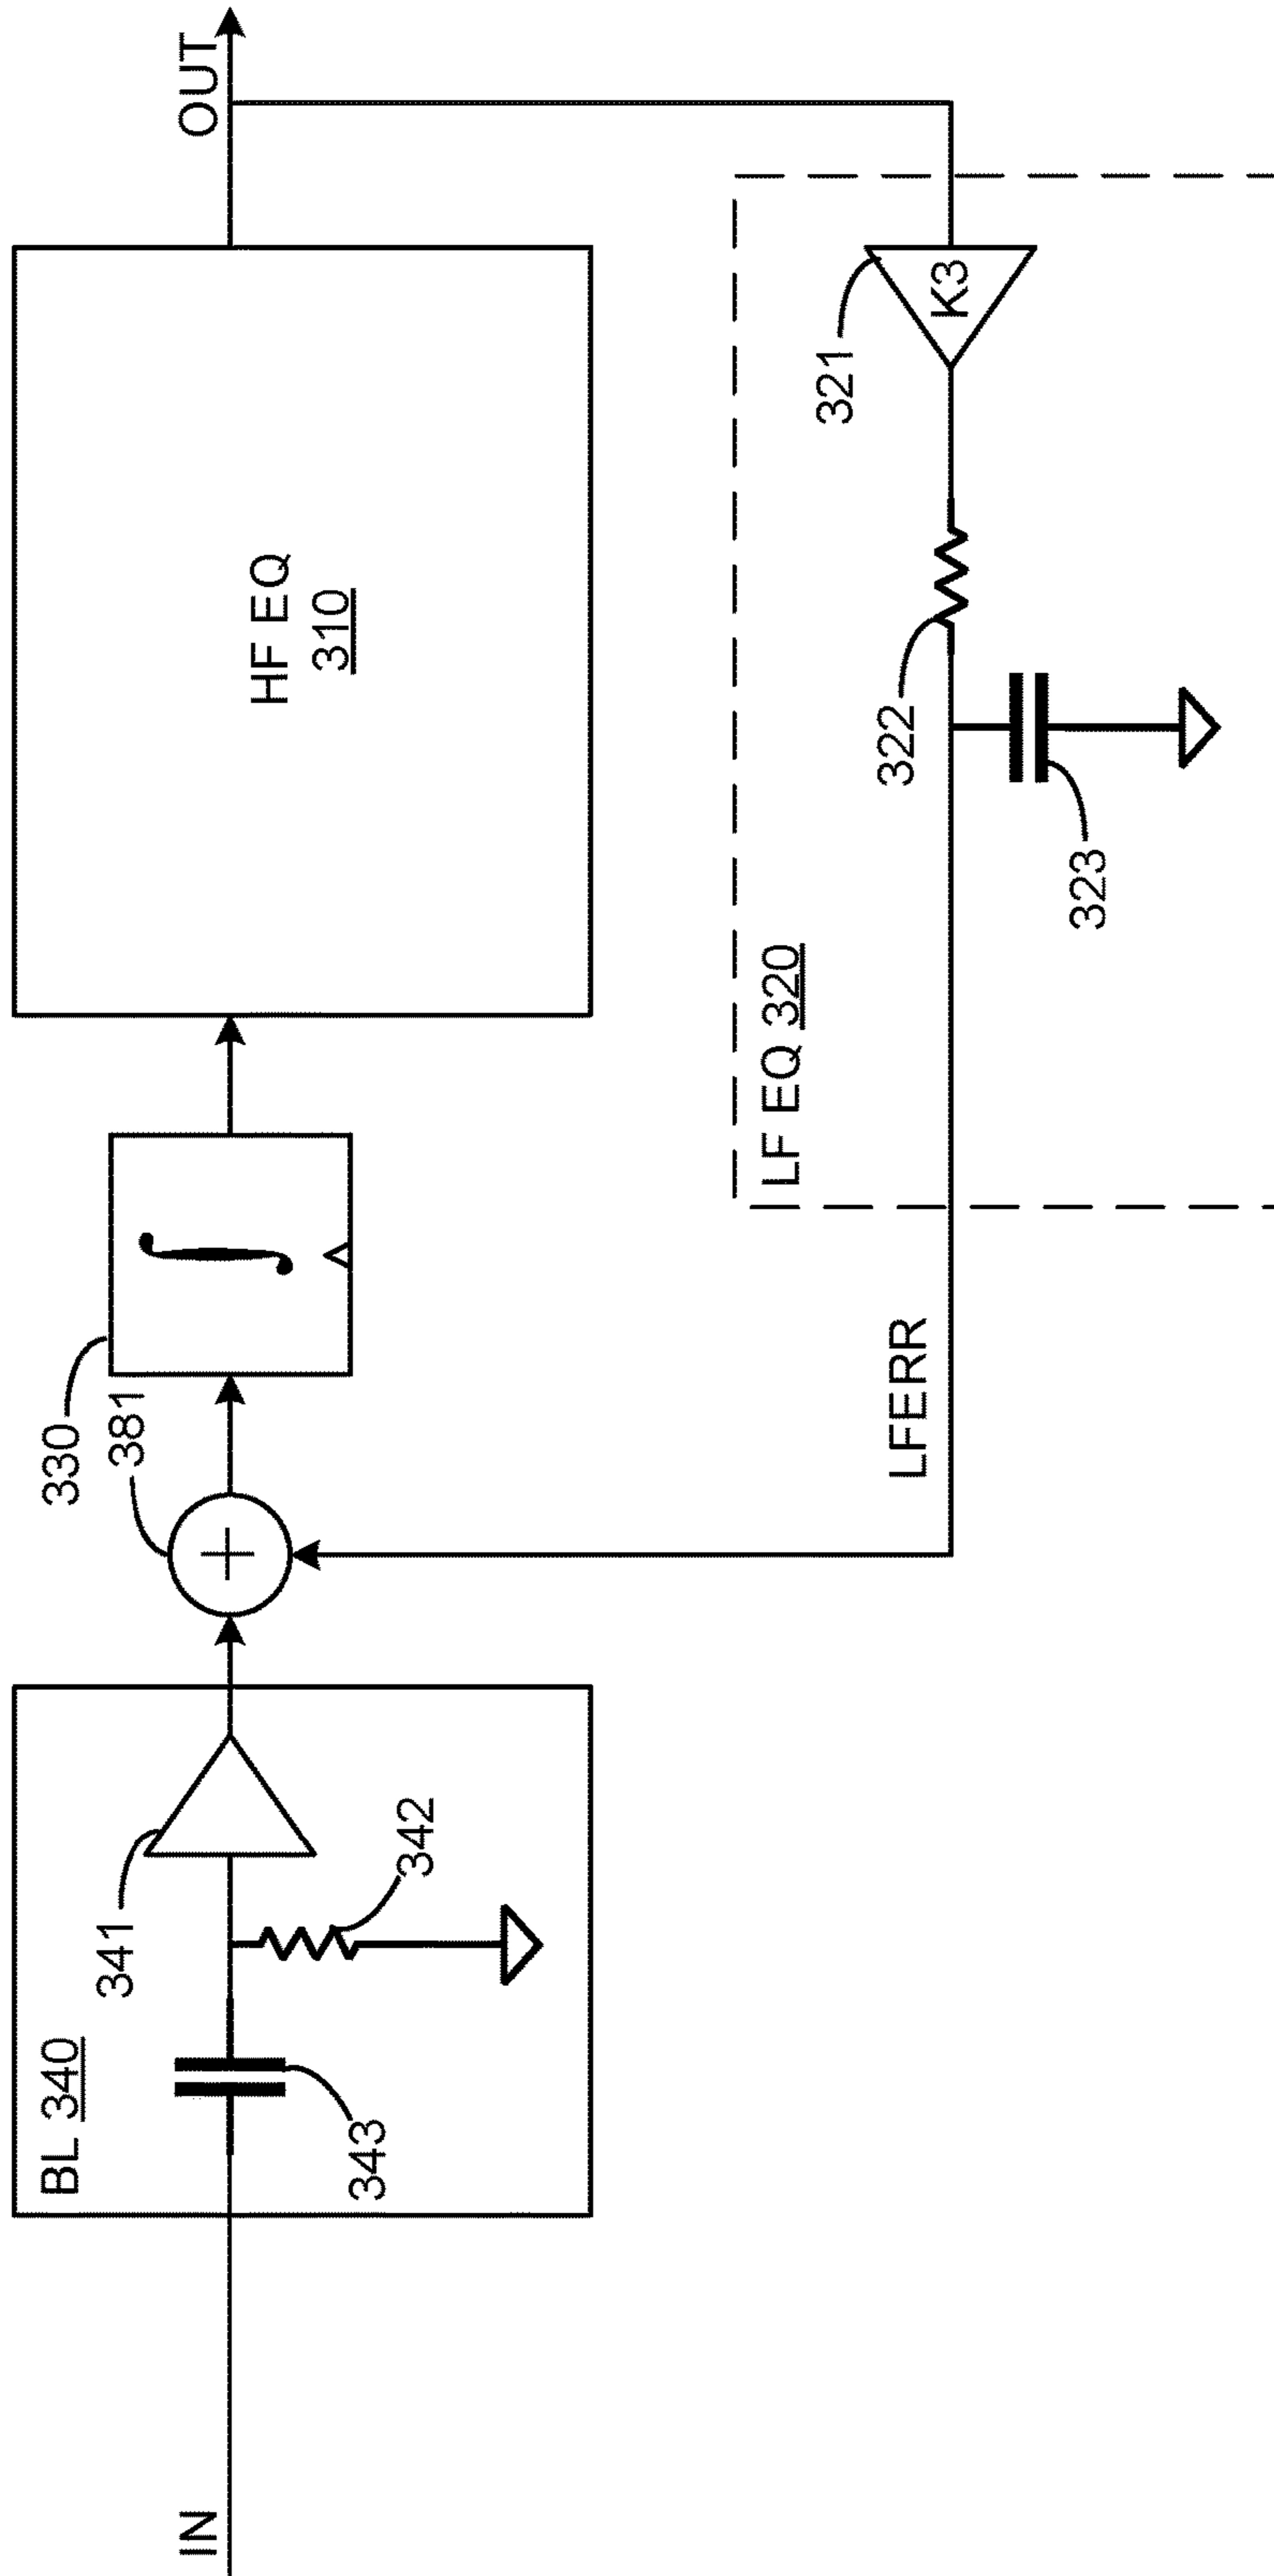 IN
BL 340
343
341
342
381
330
HF EQ
310
OUT
LFERR
LF EQ 320
323
322
321
K3